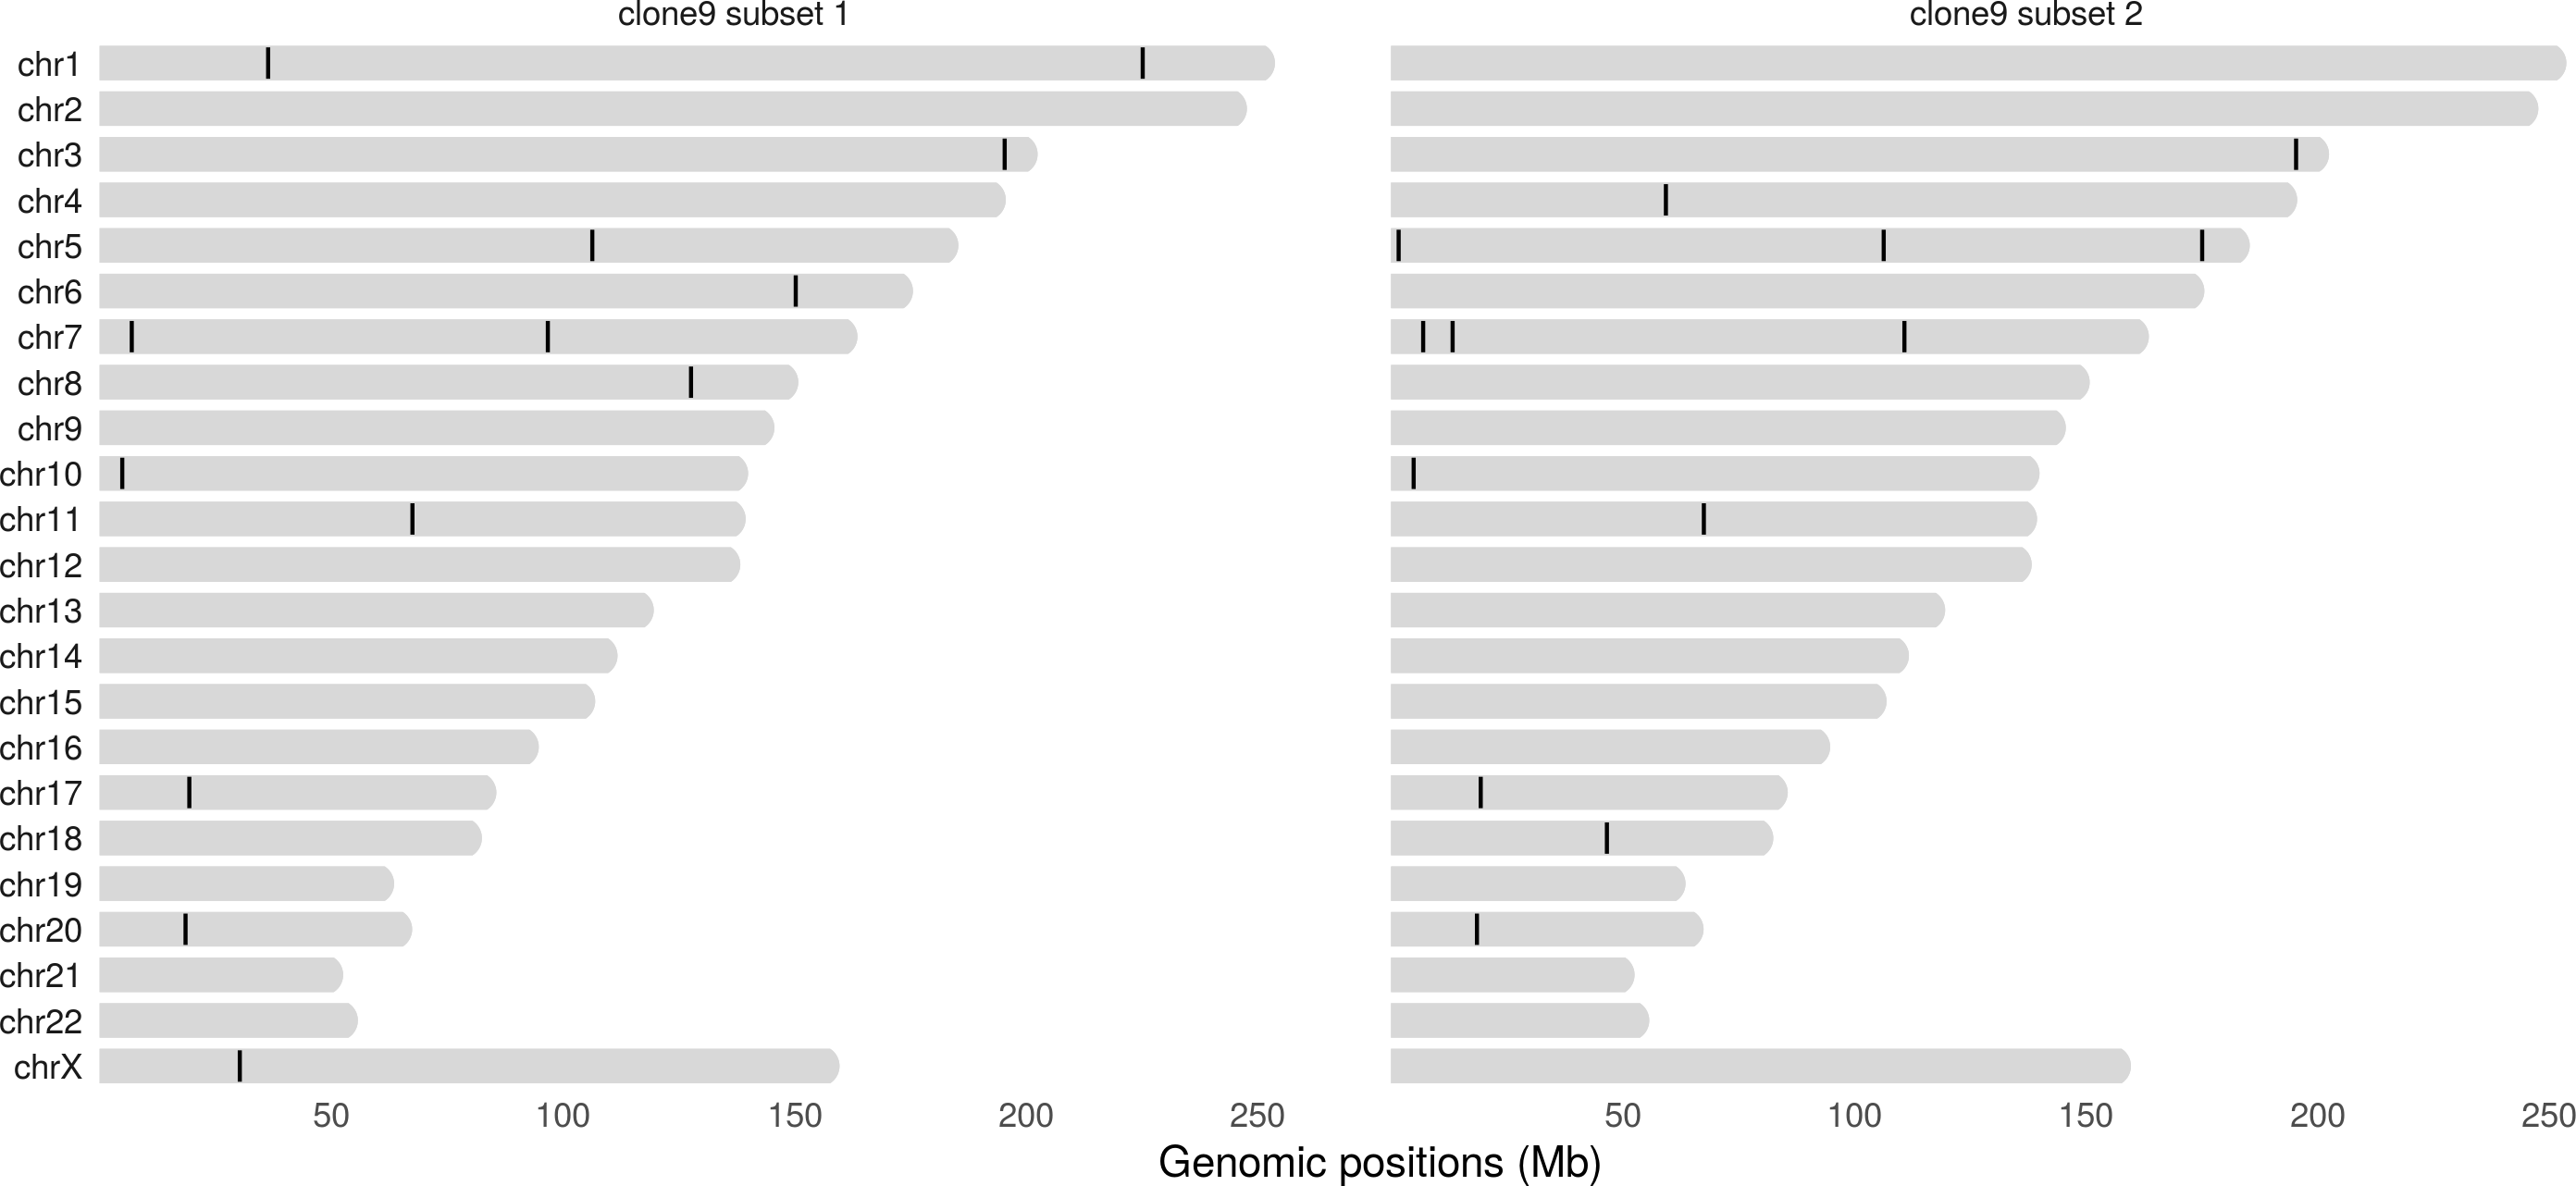 clone9 subset 1
clone9 subset 2
chr1
chr2
chr3
chr4
chr5
chr6
chr7
chr8
chr9
chr10
chr11
chr12
chr13
chr14
chr15
chr16
chr17
chr18
chr19
chr20
chr21
chr22
chrX
50 100 150 200 250
50 100 150 200 250
Genomic positions (Mb)